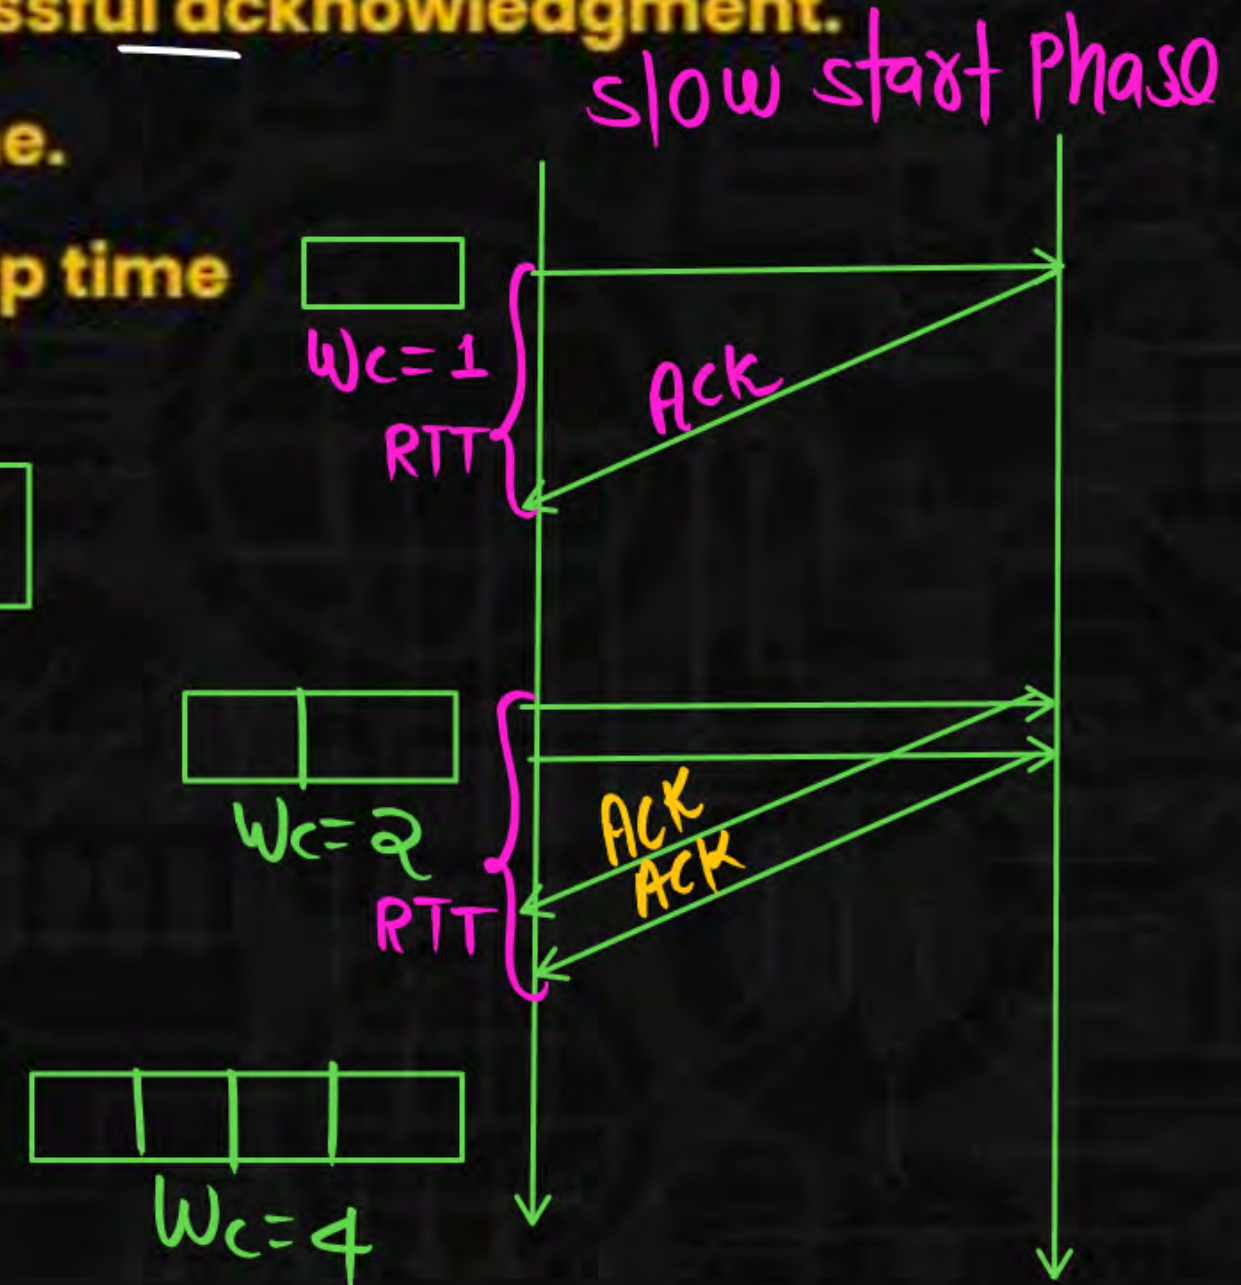 ssful acknowledgment.
slow start Phase
e.
p time
Wc=1
ACK
RTT
Wc=2
ACK
ACK
RTT
Wc=4